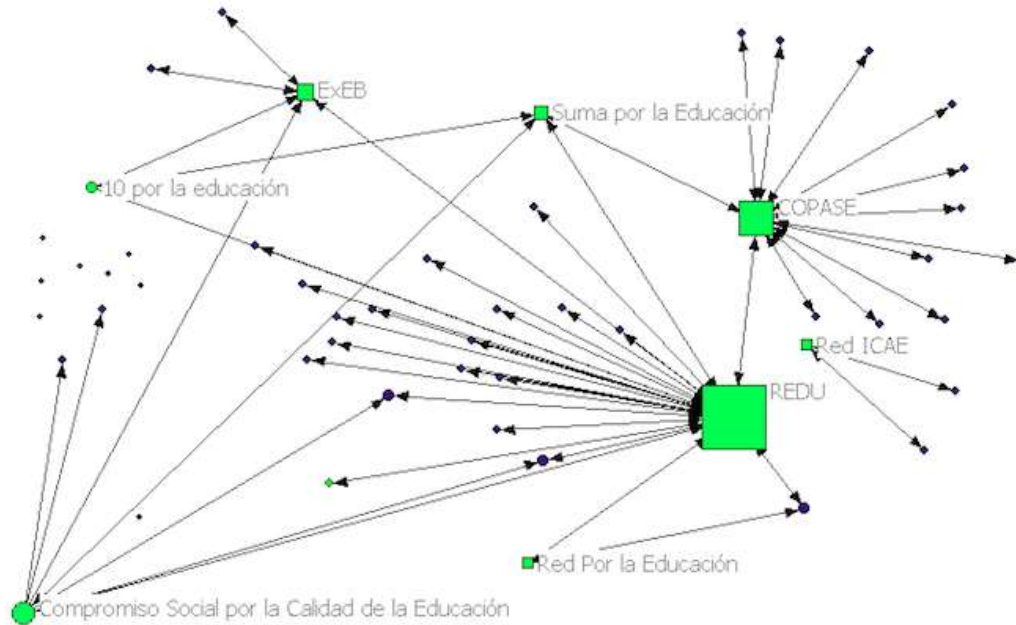 ExEB
Suma por la Educación
10 por la educación
COPASE
Red ICAE
REDU
Red Por la Educación
Compromiso Social por la Calidad de la Educación